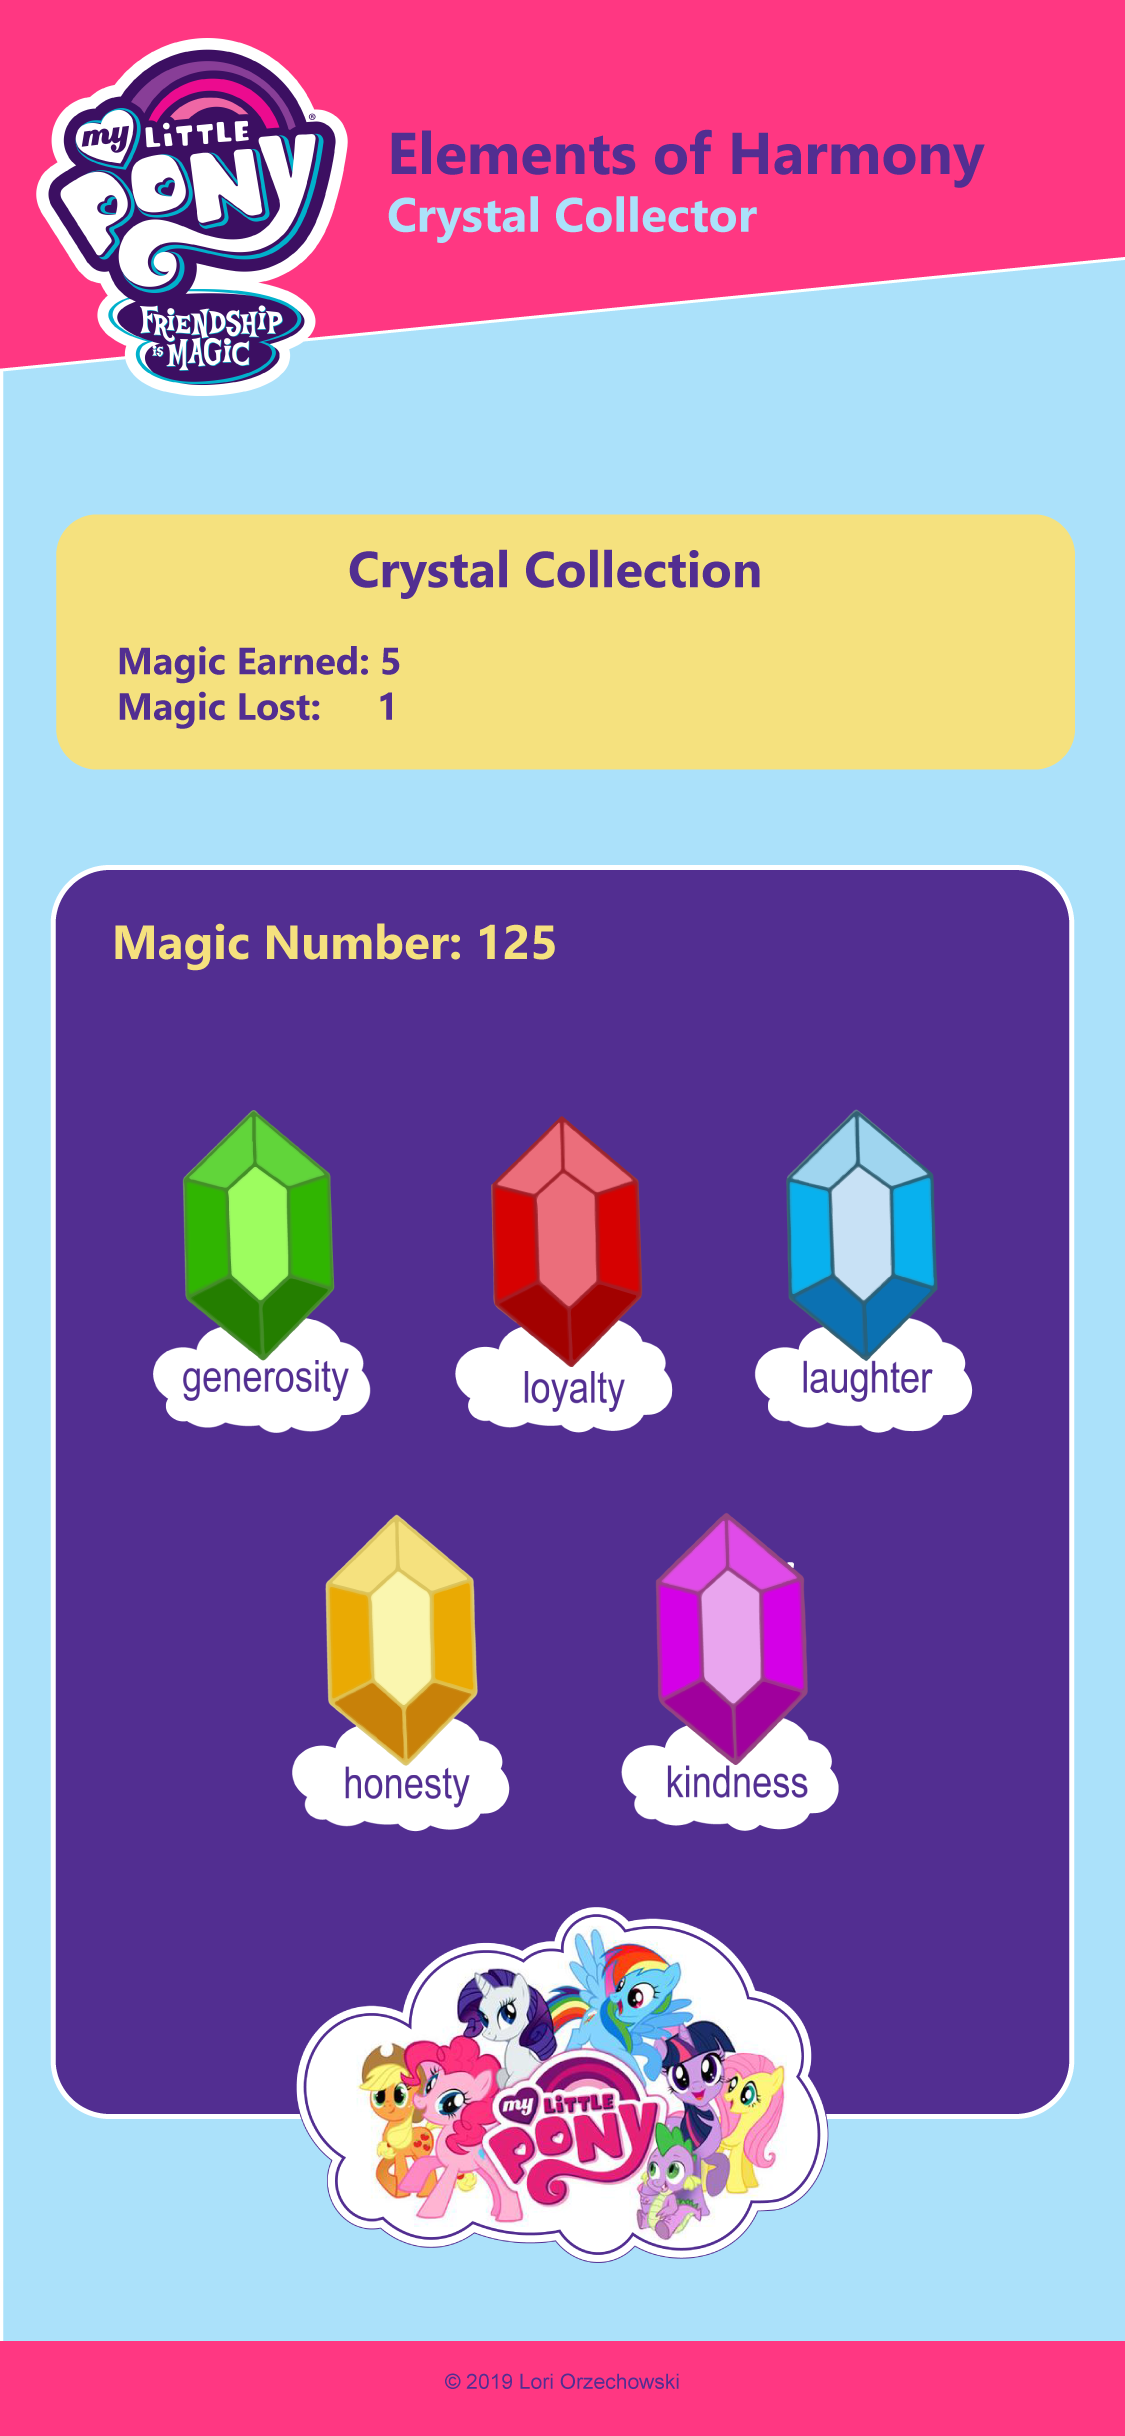 my LiTTLE
PONY
®
FRiENDSHiP
iS MAGiC
Elements of Harmony
Crystal Collector
Crystal Collection
Magic Earned: 5
Magic Lost: 1
Magic Number: 125
generosity
loyalty
laughter
honesty
kindness
my LiTTLE
PONY
© 2019 Lori Orzechowski